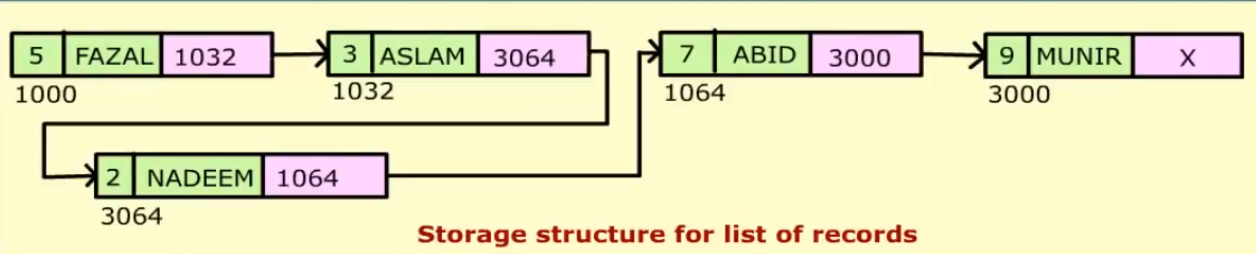 5 FAZAL 1032 3 ASLAM 3064 7 ABID 3000 9 MUNIR X
1000 1032 1064 3000
2 NADEEM 1064
3064
Storage structure for list of records